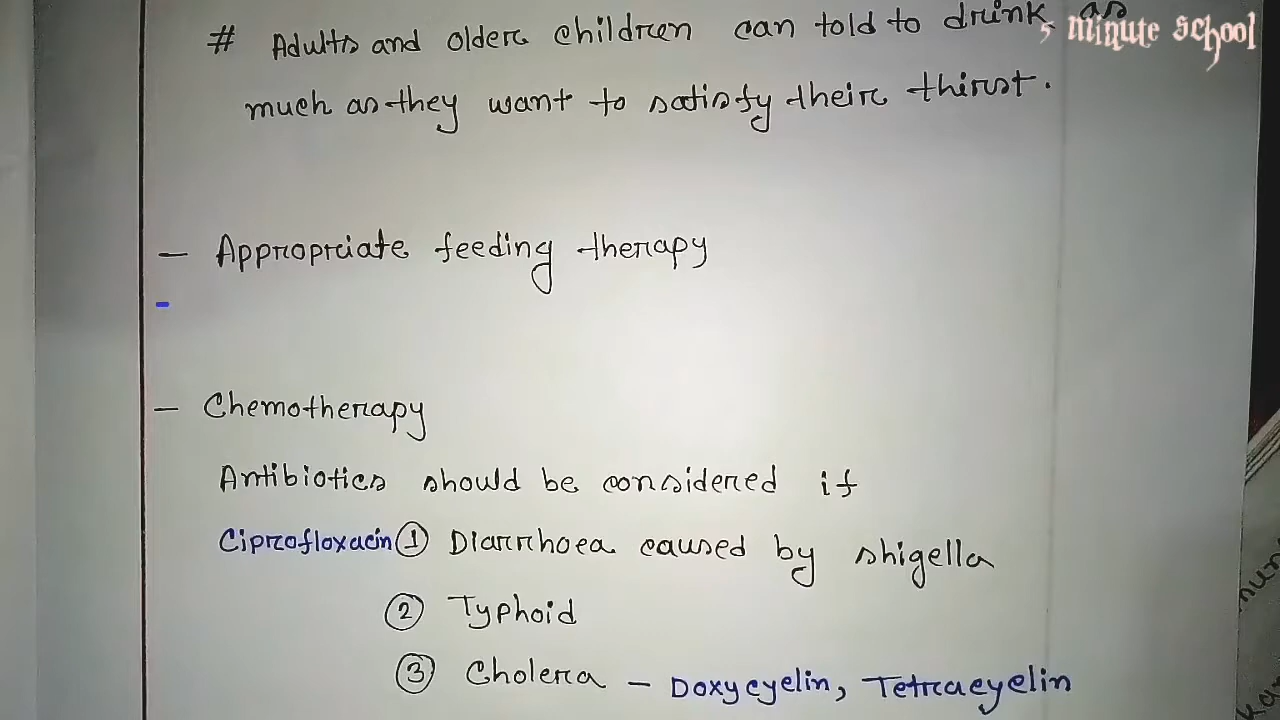 # Adults and older children can told to drink as
5 Minute School
much as they want to satisfy their thirst.
– Appropriate feeding therapy
-
– Chemotherapy
Antibiotics should be considered if
Ciprofloxacin ① Diarrhoea caused by shigella
② Typhoid
③ Cholera – Doxycyclin, Tetracyclin